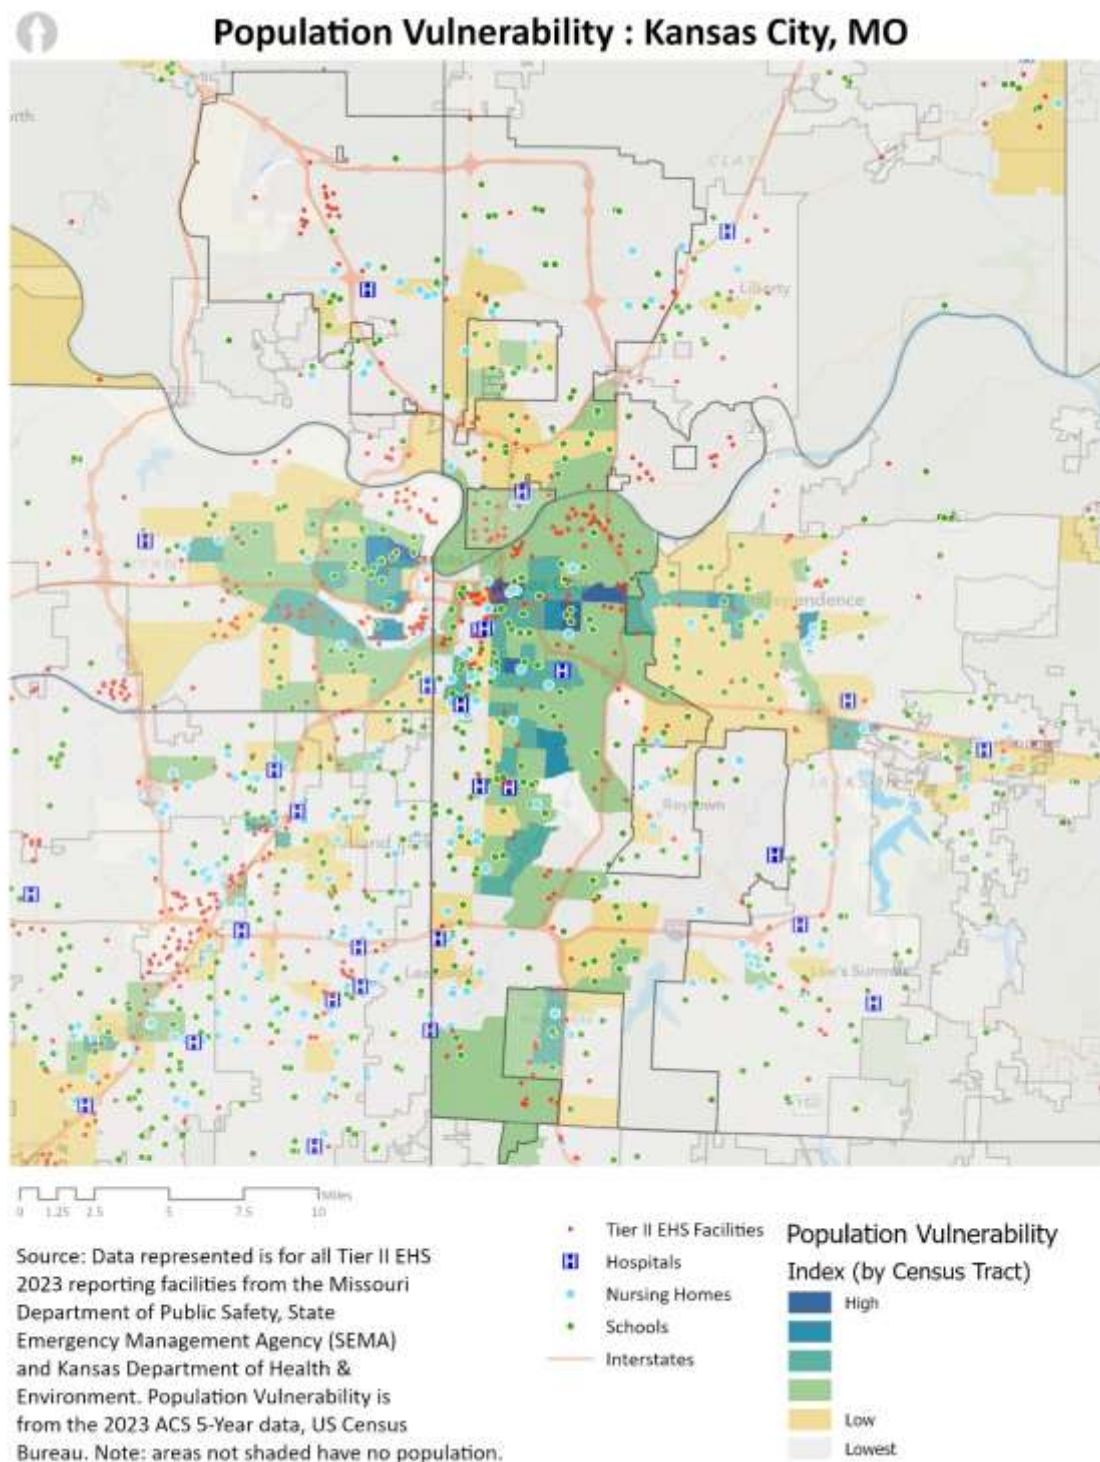 Population Vulnerability : Kansas City, MO
CLAY
Liberty
Raytown
Lee's Summit
Miles
0 1.25 2.5 5 7.5 10
Source: Data represented is for all Tier II EHS
2023 reporting facilities from the Missouri
Department of Public Safety, State
Emergency Management Agency (SEMA)
and Kansas Department of Health &
Environment. Population Vulnerability is
from the 2023 ACS 5-Year data, US Census
Bureau. Note: areas not shaded have no population.
Tier II EHS Facilities
Hospitals
Nursing Homes
Schools
Interstates
Population Vulnerability
Index (by Census Tract)
High
Low
Lowest